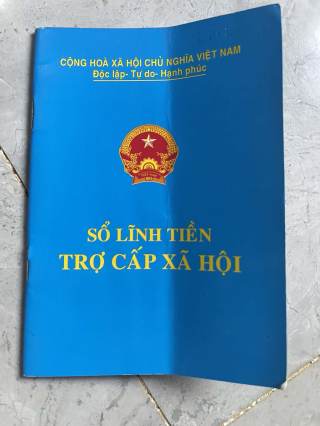 CỘNG HOÀ XÃ HỘI CHỦ NGHĨA VIỆT NAM
Độc lập- Tự do- Hạnh phúc
SỔ LĨNH TIỀN
TRỢ CẤP XÃ HỘI